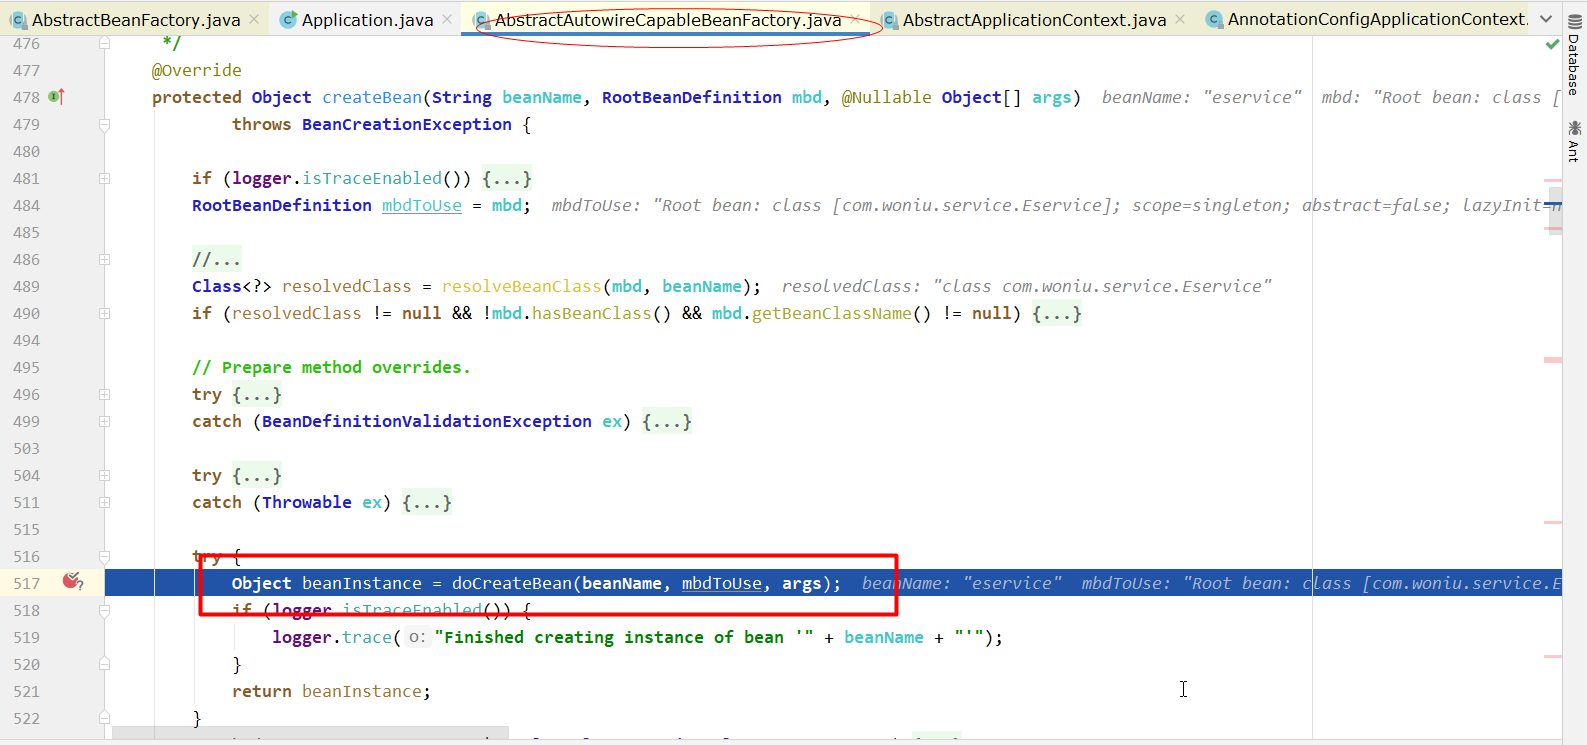 AbstractBeanFactory.java × Application.java × AbstractAutowireCapableBeanFactory.java × AbstractApplicationContext.java × AnnotationConfigApplicationContext.
Database
Ant
476 */
477 @Override
478 protected Object createBean(String beanName, RootBeanDefinition mbd, @Nullable Object[] args) beanName: "eservice" mbd: "Root bean: class [
479 throws BeanCreationException {
480
481 if (logger.isTraceEnabled()) {...}
484 RootBeanDefinition mbdToUse = mbd; mbdToUse: "Root bean: class [com.woniu.service.Eservice]; scope=singleton; abstract=false; lazyInit=n
485
486 //...
489 Class<?> resolvedClass = resolveBeanClass(mbd, beanName); resolvedClass: "class com.woniu.service.Eservice"
490 if (resolvedClass != null && !mbd.hasBeanClass() && mbd.getBeanClassName() != null) {...}
494
495 // Prepare method overrides.
496 try {...}
499 catch (BeanDefinitionValidationException ex) {...}
503
504 try {...}
511 catch (Throwable ex) {...}
515
516 try {
517 Object beanInstance = doCreateBean(beanName, mbdToUse, args); beanName: "eservice" mbdToUse: "Root bean: class [com.woniu.service.E
518 if (logger.isTraceEnabled()) {
519 logger.trace( o: "Finished creating instance of bean '" + beanName + "'");
520 }
521 return beanInstance;
522 }